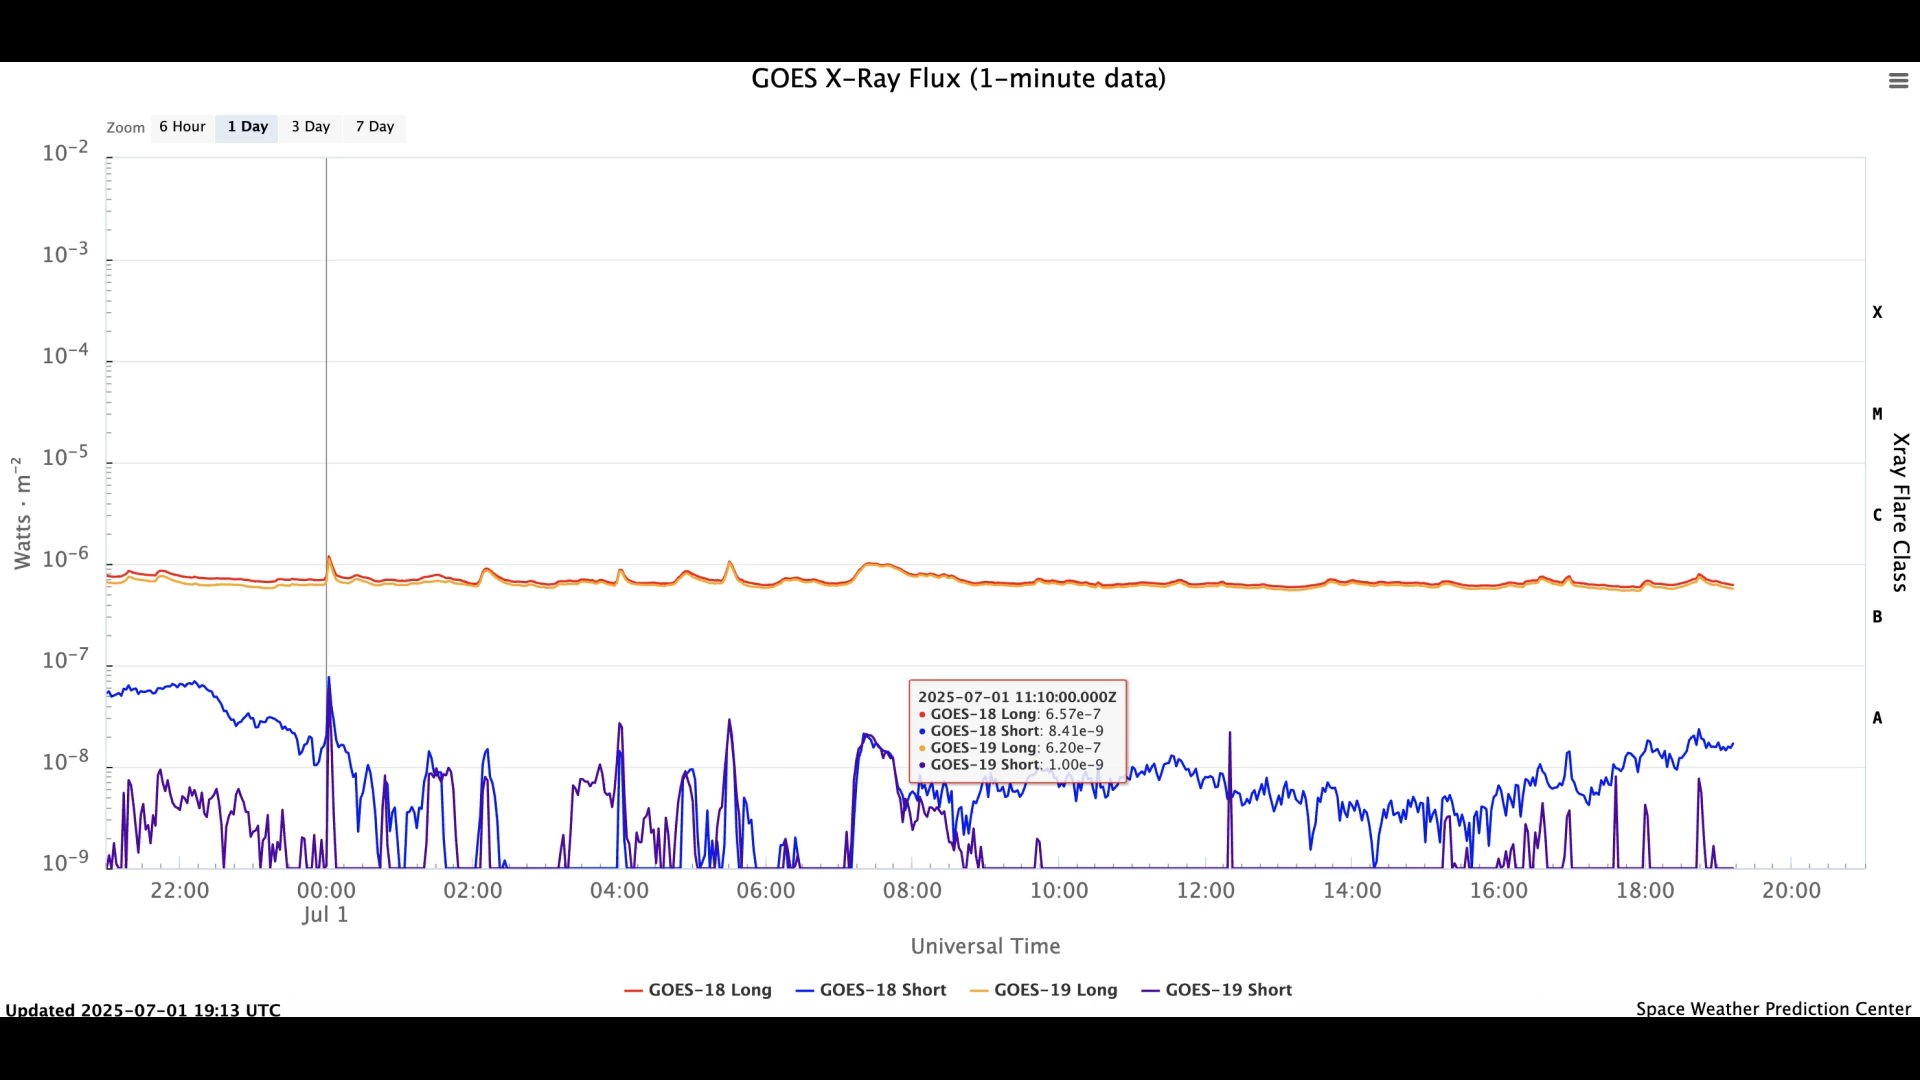 GOES X-Ray Flux (1-minute data)
Zoom 6 Hour 1 Day 3 Day 7 Day
10⁻²
10⁻³
10⁻⁴
10⁻⁵
10⁻⁶
10⁻⁷
10⁻⁸
10⁻⁹
Watts · m⁻²
X
M
C
B
A
Xray Flare Class
2025-07-01 11:10:00.000Z
GOES-18 Long: 6.57e-7
GOES-18 Short: 8.41e-9
GOES-19 Long: 6.20e-7
GOES-19 Short: 1.00e-9
22:00 00:00 02:00 04:00 06:00 08:00 10:00 12:00 14:00 16:00 18:00 20:00
Jul 1
Universal Time
GOES-18 Long GOES-18 Short GOES-19 Long GOES-19 Short
Updated 2025-07-01 19:13 UTC
Space Weather Prediction Center